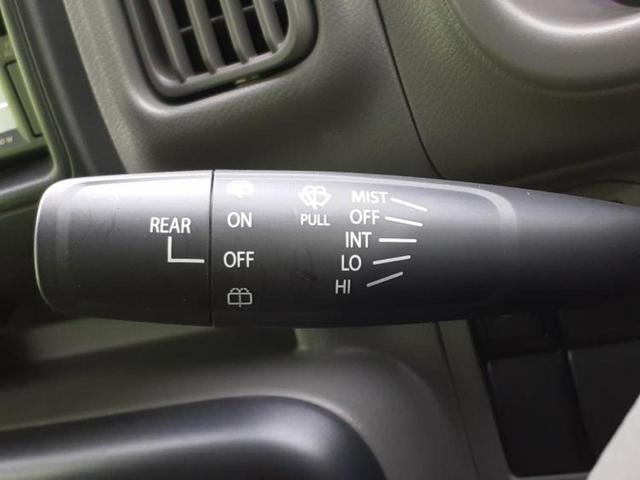 REAR
ON
OFF
PULL
MIST
OFF
INT
LO
HI